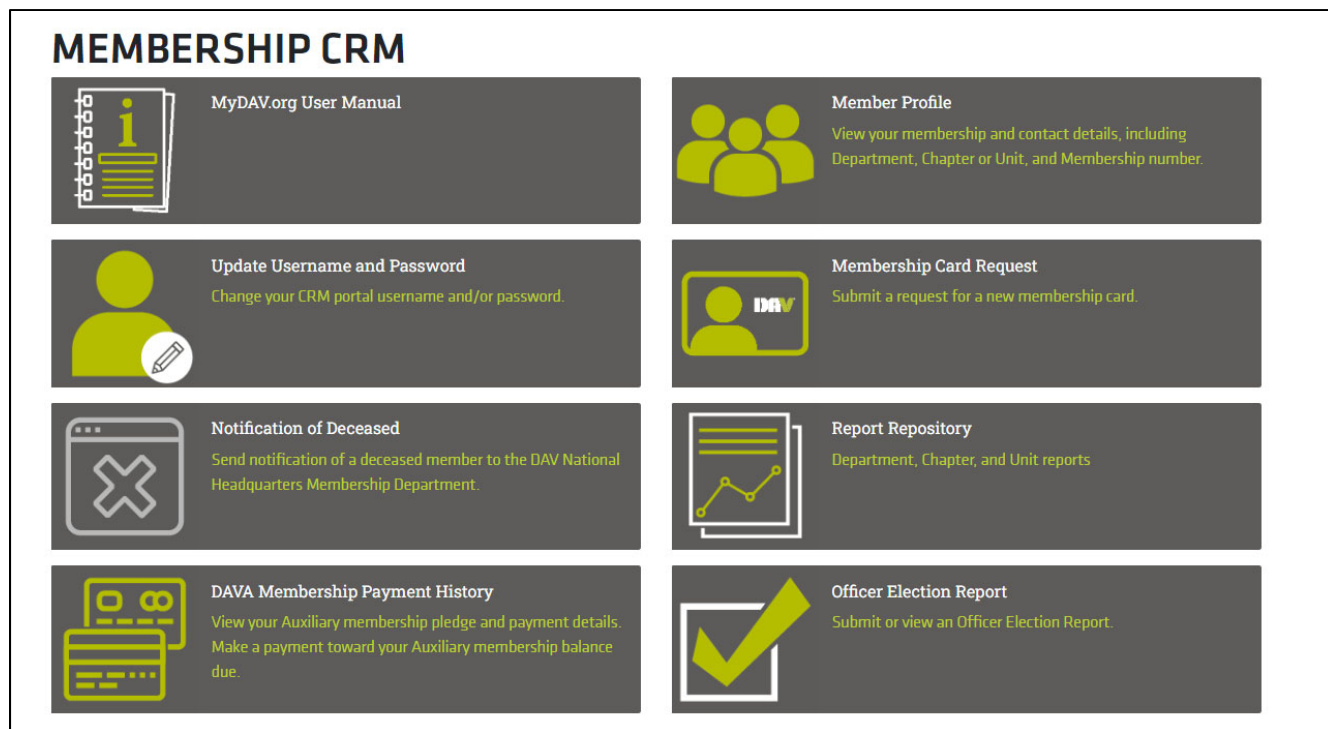 MEMBERSHIP CRM
MyDAV.org User Manual
Member Profile
View your membership and contact details, including
Department, Chapter or Unit, and Membership number.
Update Username and Password
Change your CRM portal username and/or password.
Membership Card Request
Submit a request for a new membership card.
DAV
Notification of Deceased
Send notification of a deceased member to the DAV National
Headquarters Membership Department.
Report Repository
Department, Chapter, and Unit reports
DAVA Membership Payment History
View your Auxiliary membership pledge and payment details.
Make a payment toward your Auxiliary membership balance
due.
Officer Election Report
Submit or view an Officer Election Report.